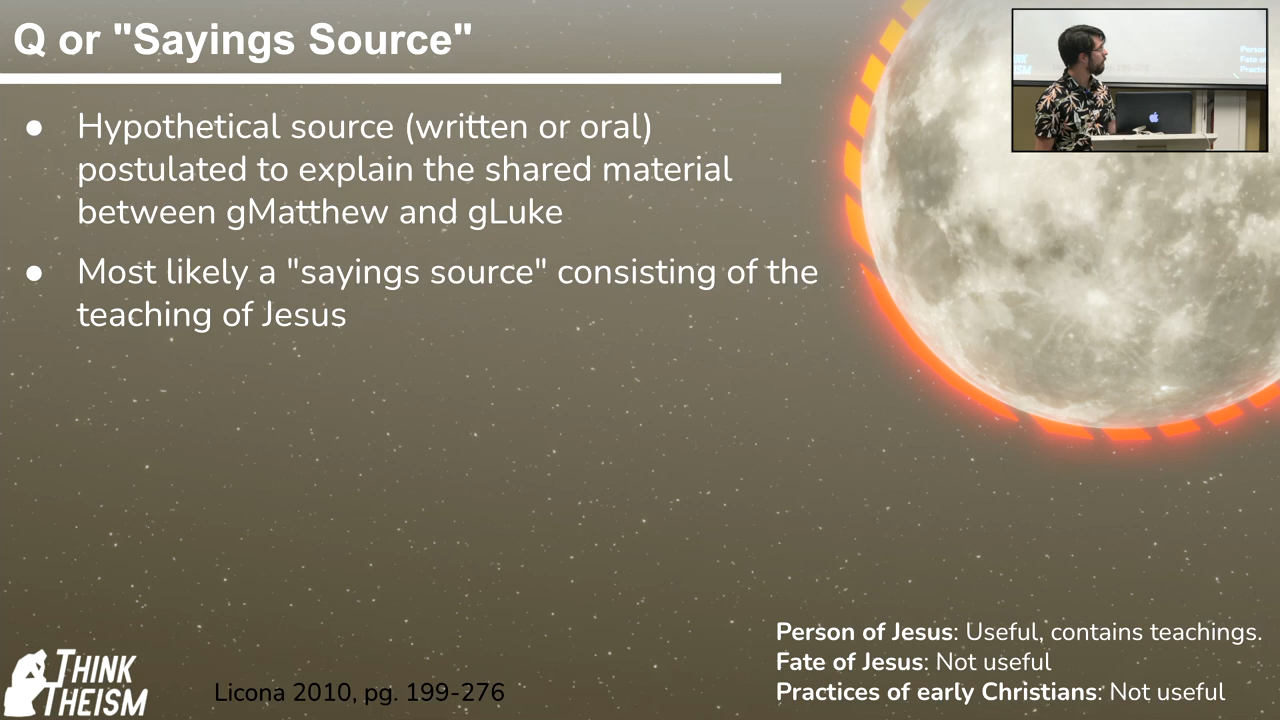 Q or "Sayings Source"
● Hypothetical source (written or oral)
postulated to explain the shared material
between gMatthew and gLuke
● Most likely a "sayings source" consisting of the
teaching of Jesus
Person of Jesus: Useful, contains teachings.
Fate of Jesus: Not useful
Practices of early Christians: Not useful
Licona 2010, pg. 199-276
THINK
THEISM